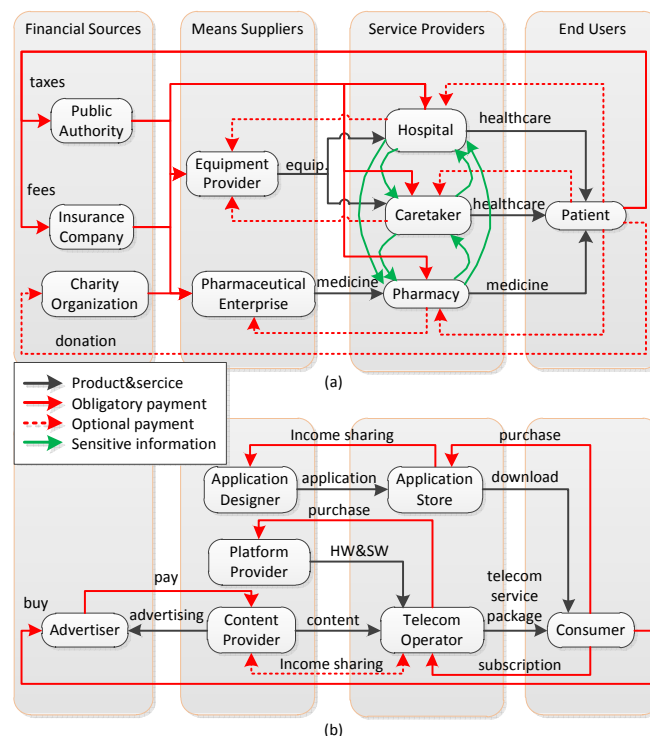 Financial Sources
Means Suppliers
Service Providers
End Users
taxes
Public
Authority
Hospital
healthcare
Equipment
Provider
equip.
fees
Insurance
Company
Caretaker
healthcare
Patient
Charity
Organization
Pharmaceutical
Enterprise
medicine
Pharmacy
medicine
donation
(a)
Product&service
Obligatory payment
Optional payment
Sensitive information
Income sharing
purchase
Application
Designer
application
Application
Store
download
purchase
Platform
Provider
HW&SW
telecom
service
package
pay
buy
Advertiser
advertising
Content
Provider
content
Telecom
Operator
Consumer
Income sharing
subscription
(b)